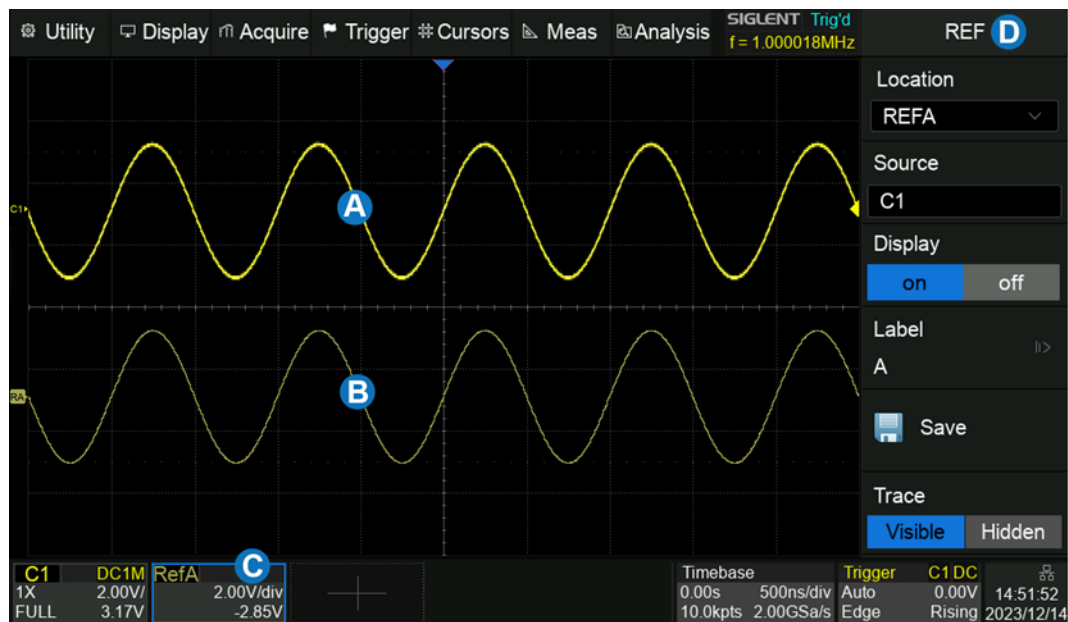 Utility Display Acquire Trigger Cursors Meas Analysis SIGLENT Trig'd
f = 1.000018MHz
REF D
Location
REFA
Source
C1
Display
on off
Label
A
Save
Trace
Visible Hidden
A
C1
B
RA
C
C1 DC1M
1X 2.00V/
FULL 3.17V
RefA
2.00V/div
-2.85V
Timebase
0.00s 500ns/div
10.0kpts 2.00GSa/s
Trigger C1 DC
Auto 0.00V
Edge Rising
14:51:52
2023/12/14